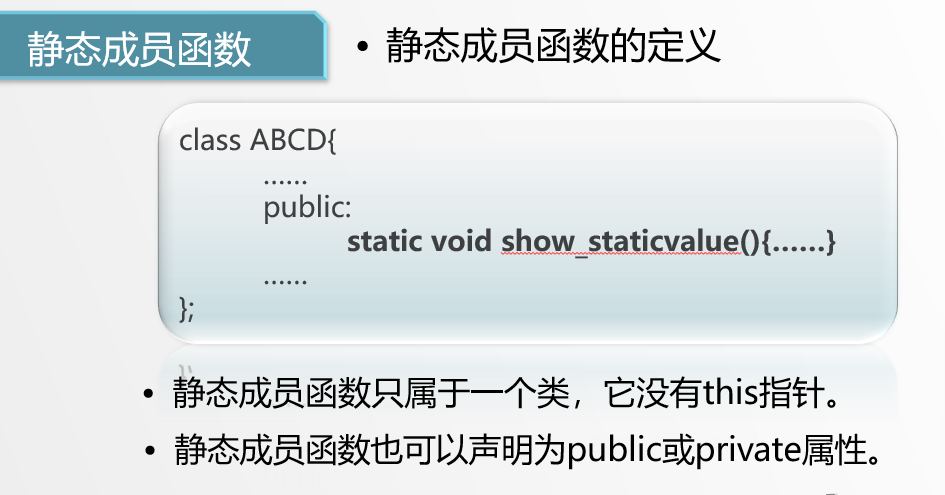 静态成员函数
• 静态成员函数的定义
class ABCD{
……
public:
static void show_staticvalue(){……}
……
};
• 静态成员函数只属于一个类，它没有this指针。
• 静态成员函数也可以声明为public或private属性。